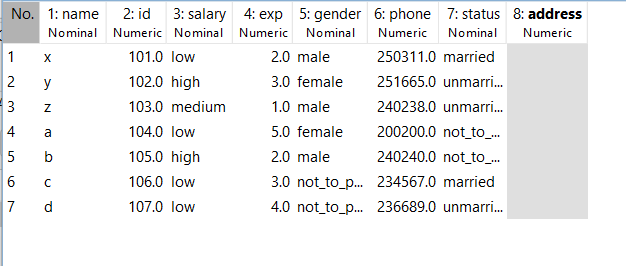 No. 1: name 2: id 3: salary 4: exp 5: gender 6: phone 7: status 8: address
Nominal Numeric Nominal Numeric Nominal Numeric Nominal Numeric
1 x 101.0 low 2.0 male 250311.0 married
2 y 102.0 high 3.0 female 251665.0 unmarri...
3 z 103.0 medium 1.0 male 240238.0 unmarri...
4 a 104.0 low 5.0 female 200200.0 not_to_...
5 b 105.0 high 2.0 male 240240.0 not_to_...
6 c 106.0 low 3.0 not_to_p... 234567.0 married
7 d 107.0 low 4.0 not_to_p... 236689.0 unmarri...